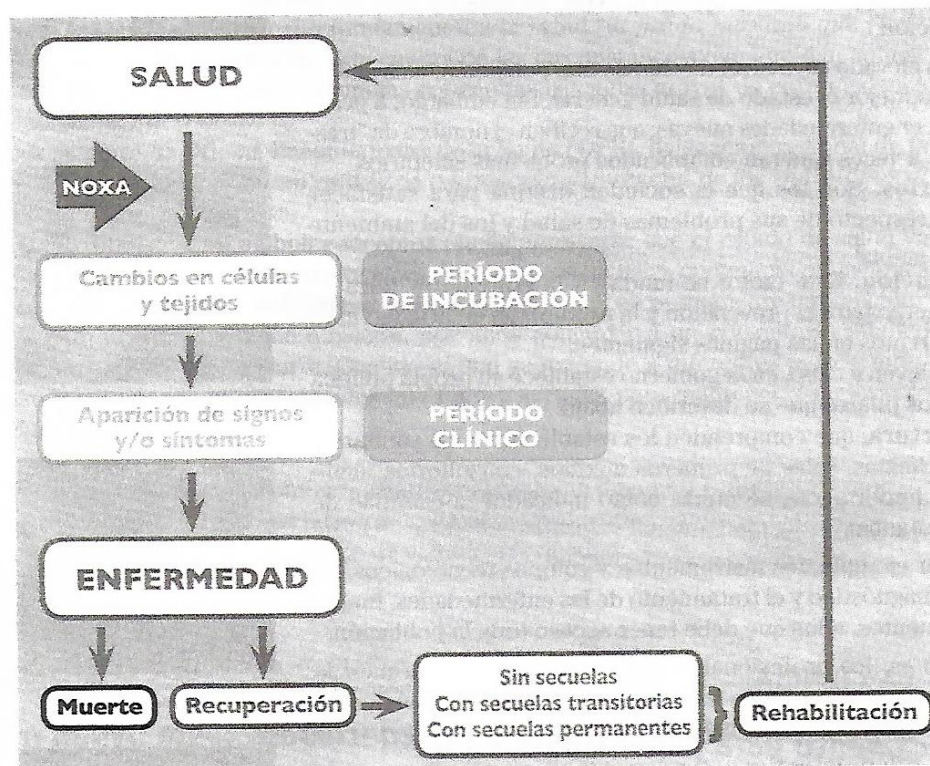 SALUD
NOXA
Cambios en células
y tejidos
PERÍODO
DE INCUBACIÓN
Aparición de signos
y/o síntomas
PERÍODO
CLÍNICO
ENFERMEDAD
Muerte
Recuperación
Sin secuelas
Con secuelas transitorias
Con secuelas permanentes
Rehabilitación